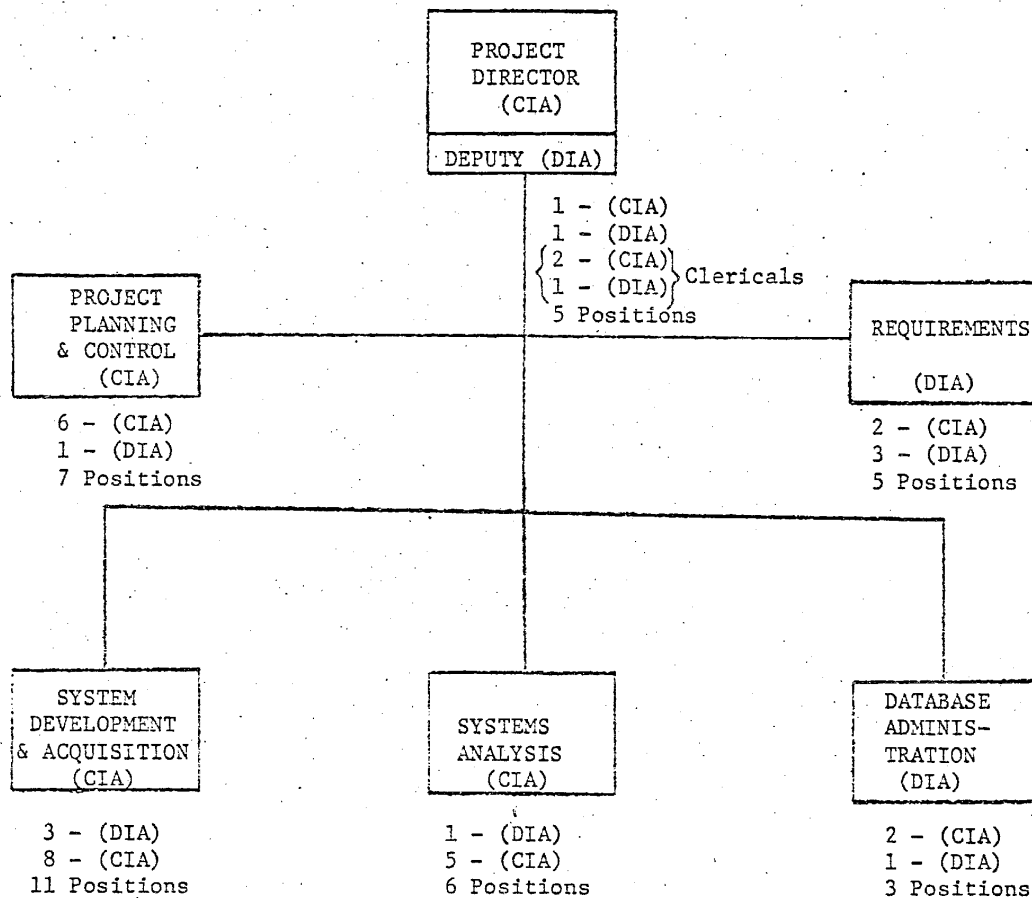 PROJECT
DIRECTOR
(CIA)
DEPUTY (DIA)
1 - (CIA)
1 - (DIA)
2 - (CIA)
1 - (DIA)
Clericals
5 Positions
PROJECT
PLANNING
& CONTROL
(CIA)
6 - (CIA)
1 - (DIA)
7 Positions
REQUIREMENTS
(DIA)
2 - (CIA)
3 - (DIA)
5 Positions
SYSTEM
DEVELOPMENT
& ACQUISITION
(CIA)
3 - (DIA)
8 - (CIA)
11 Positions
SYSTEMS
ANALYSIS
(CIA)
1 - (DIA)
5 - (CIA)
6 Positions
DATABASE
ADMINIS-
TRATION
(DIA)
2 - (CIA)
1 - (DIA)
3 Positions